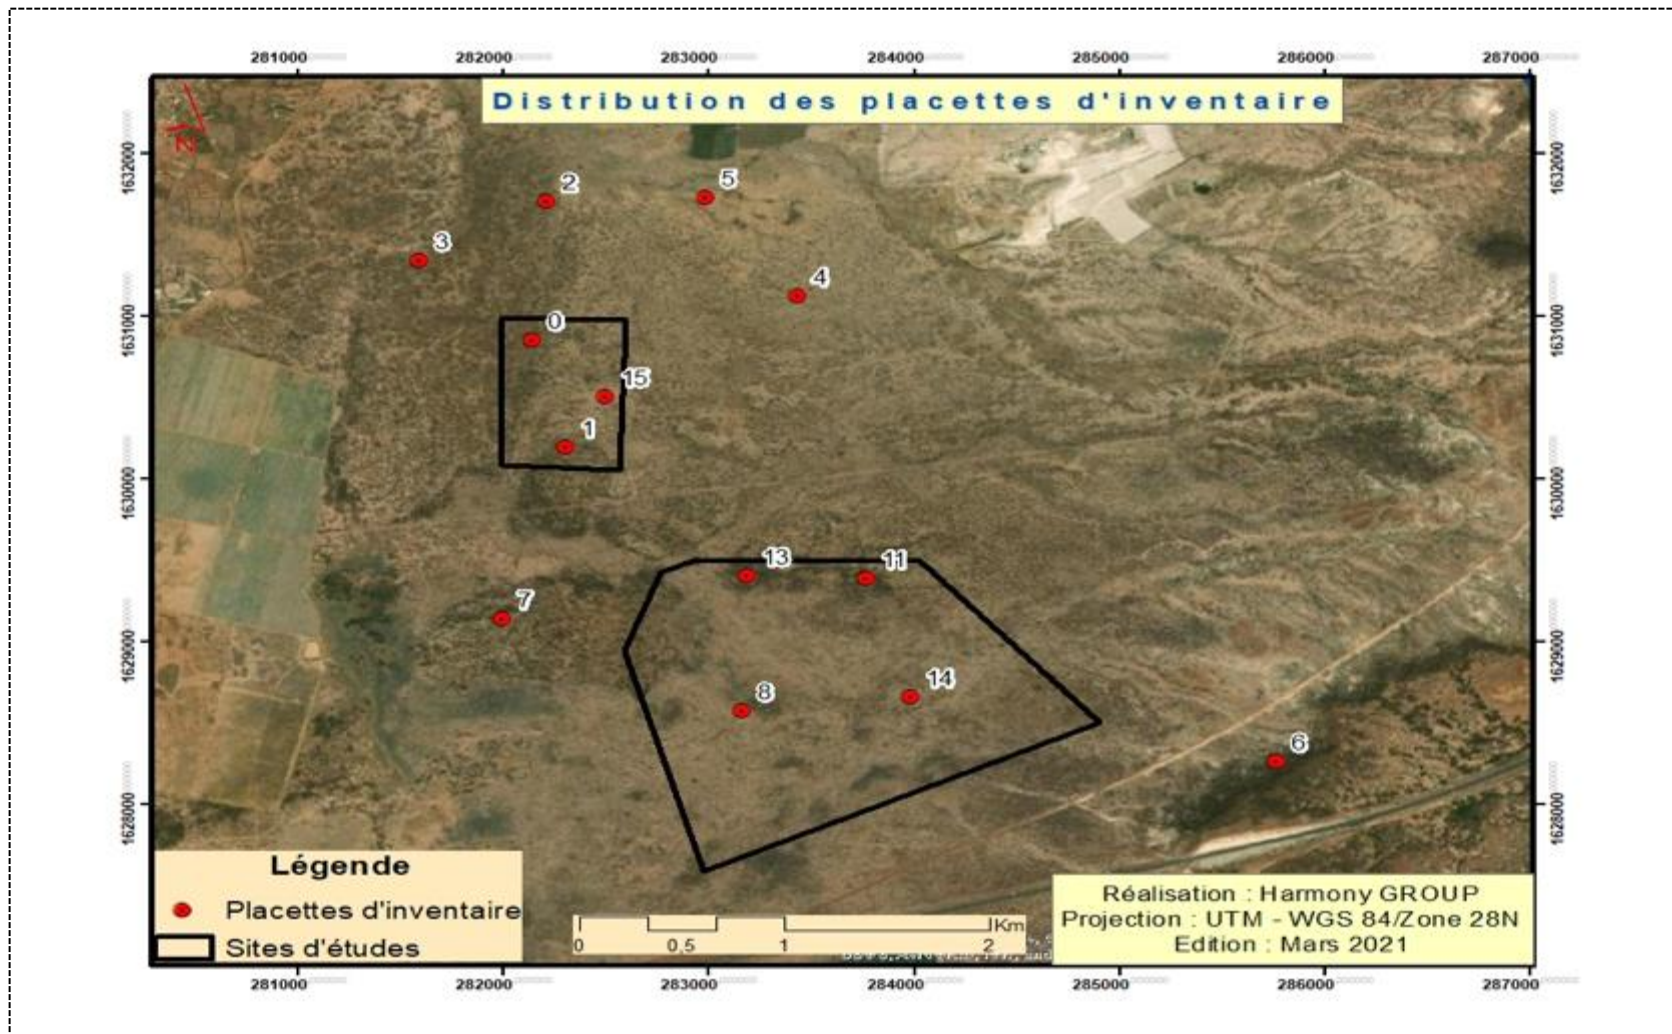 281000 282000 283000 284000 285000 286000 287000
Distribution des placettes d'inventaire
N
1632000 1632000
2
5
3
4
1631000 1631000
0
15
1
1630000 1630000
13
11
7
1629000 1629000
14
8
6
1628000 1628000
Légende
Placettes d'inventaire
Sites d'études
Km
0 0,5 1 2
Réalisation : Harmony GROUP
Projection : UTM - WGS 84/Zone 28N
Edition : Mars 2021
281000 282000 283000 284000 285000 286000 287000